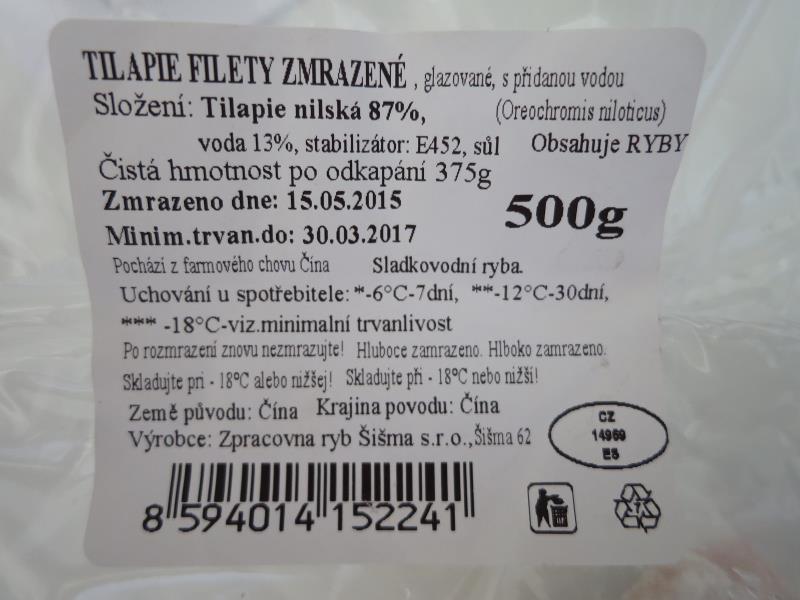 TILAPIE FILETY ZMRAZENÉ , glazované, s přidanou vodou
Složení: Tilapie nilská 87%, (Oreochromis niloticus)
voda 13%, stabilizátor: E452, sůl Obsahuje RYBY
Čistá hmotnost po odkapání 375g
Zmrazeno dne: 15.05.2015
500g
Minim.trvan.do: 30.03.2017
Pochází z farmového chovu Čína Sladkovodní ryba.
Uchování u spotřebitele: *-6°C-7dní, **-12°C-30dní,
*** -18°C-viz.minimalní trvanlivost
Po rozmrazení znovu nezmrazujte! Hluboce zamrazeno. Hlboko zamrazeno.
Skladujte pri - 18°C alebo nižšej! Skladujte při - 18°C nebo nižší!
Země původu: Čína Krajina povodu: Čína
Výrobce: Zpracovna ryb Šišma s.r.o.,Šišma 62
CZ
14969
ES
8 594014 152241